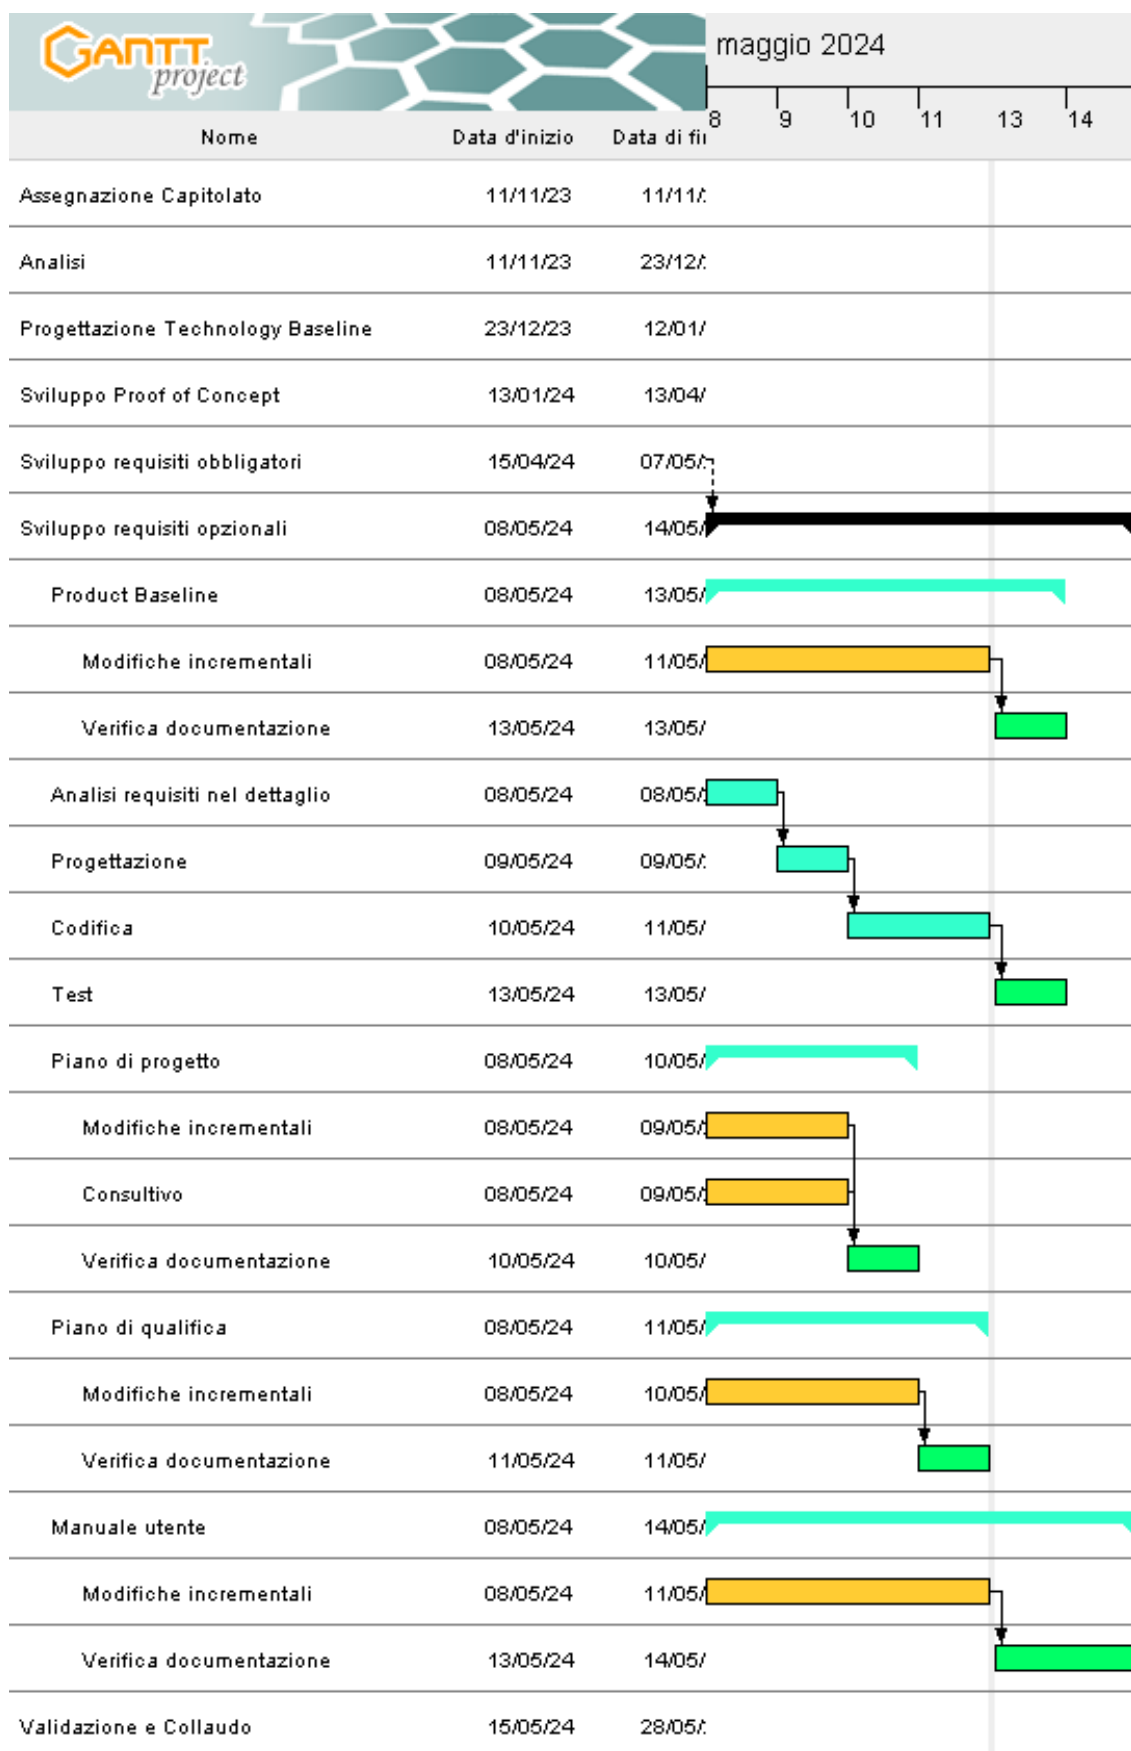 GANTT project
maggio 2024
8 9 10 11 13 14
Nome Data d'inizio Data di fi
Assegnazione Capitolato 11/11/23 11/11/
Analisi 11/11/23 23/12/
Progettazione Technology Baseline 23/12/23 12/01/
Sviluppo Proof of Concept 13/01/24 13/04/
Sviluppo requisiti obbligatori 15/04/24 07/05/
Sviluppo requisiti opzionali 08/05/24 14/05/
Product Baseline 08/05/24 13/05/
Modifiche incrementali 08/05/24 11/05/
Verifica documentazione 13/05/24 13/05/
Analisi requisiti nel dettaglio 08/05/24 08/05/
Progettazione 09/05/24 09/05/
Codifica 10/05/24 11/05/
Test 13/05/24 13/05/
Piano di progetto 08/05/24 10/05/
Modifiche incrementali 08/05/24 09/05/
Consultivo 08/05/24 09/05/
Verifica documentazione 10/05/24 10/05/
Piano di qualifica 08/05/24 11/05/
Modifiche incrementali 08/05/24 10/05/
Verifica documentazione 11/05/24 11/05/
Manuale utente 08/05/24 14/05/
Modifiche incrementali 08/05/24 11/05/
Verifica documentazione 13/05/24 14/05/
Validazione e Collaudo 15/05/24 28/05/